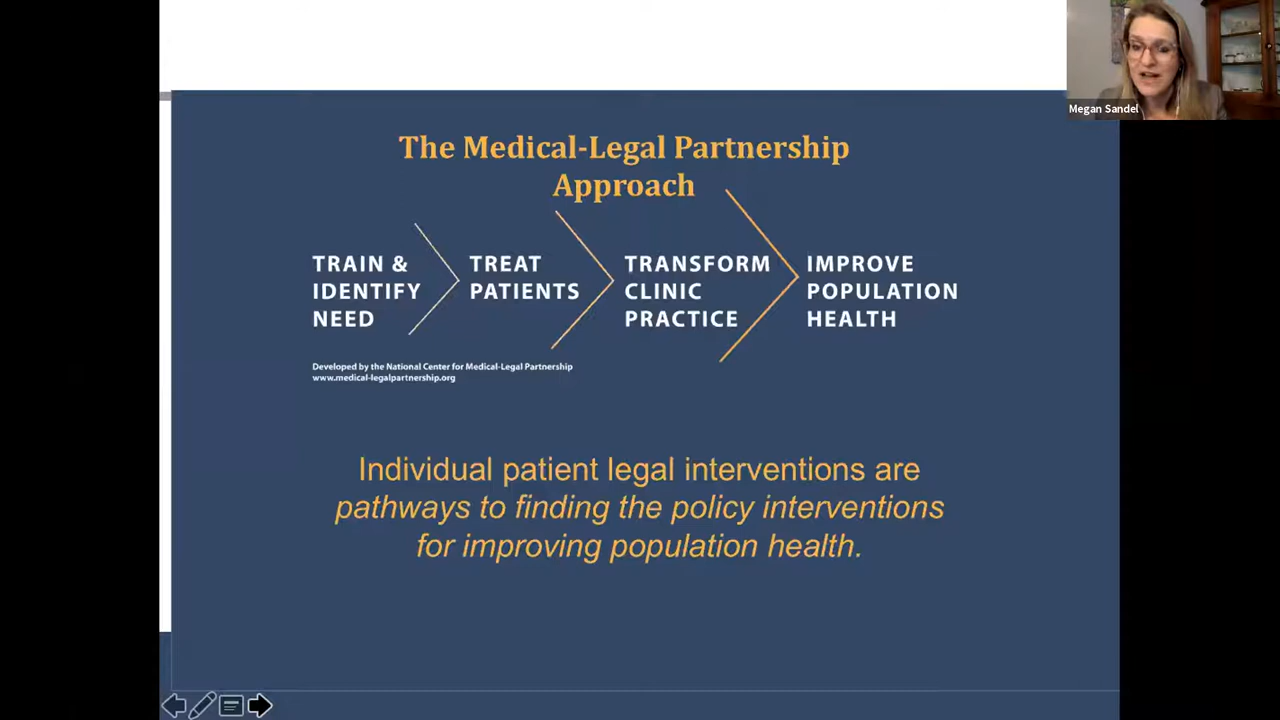 Megan Sandel
The Medical-Legal Partnership
Approach
TRAIN &
IDENTIFY
NEED
TREAT
PATIENTS
TRANSFORM
CLINIC
PRACTICE
IMPROVE
POPULATION
HEALTH
Developed by the National Center for Medical-Legal Partnership
www.medical-legalpartnership.org
Individual patient legal interventions are
pathways to finding the policy interventions
for improving population health.